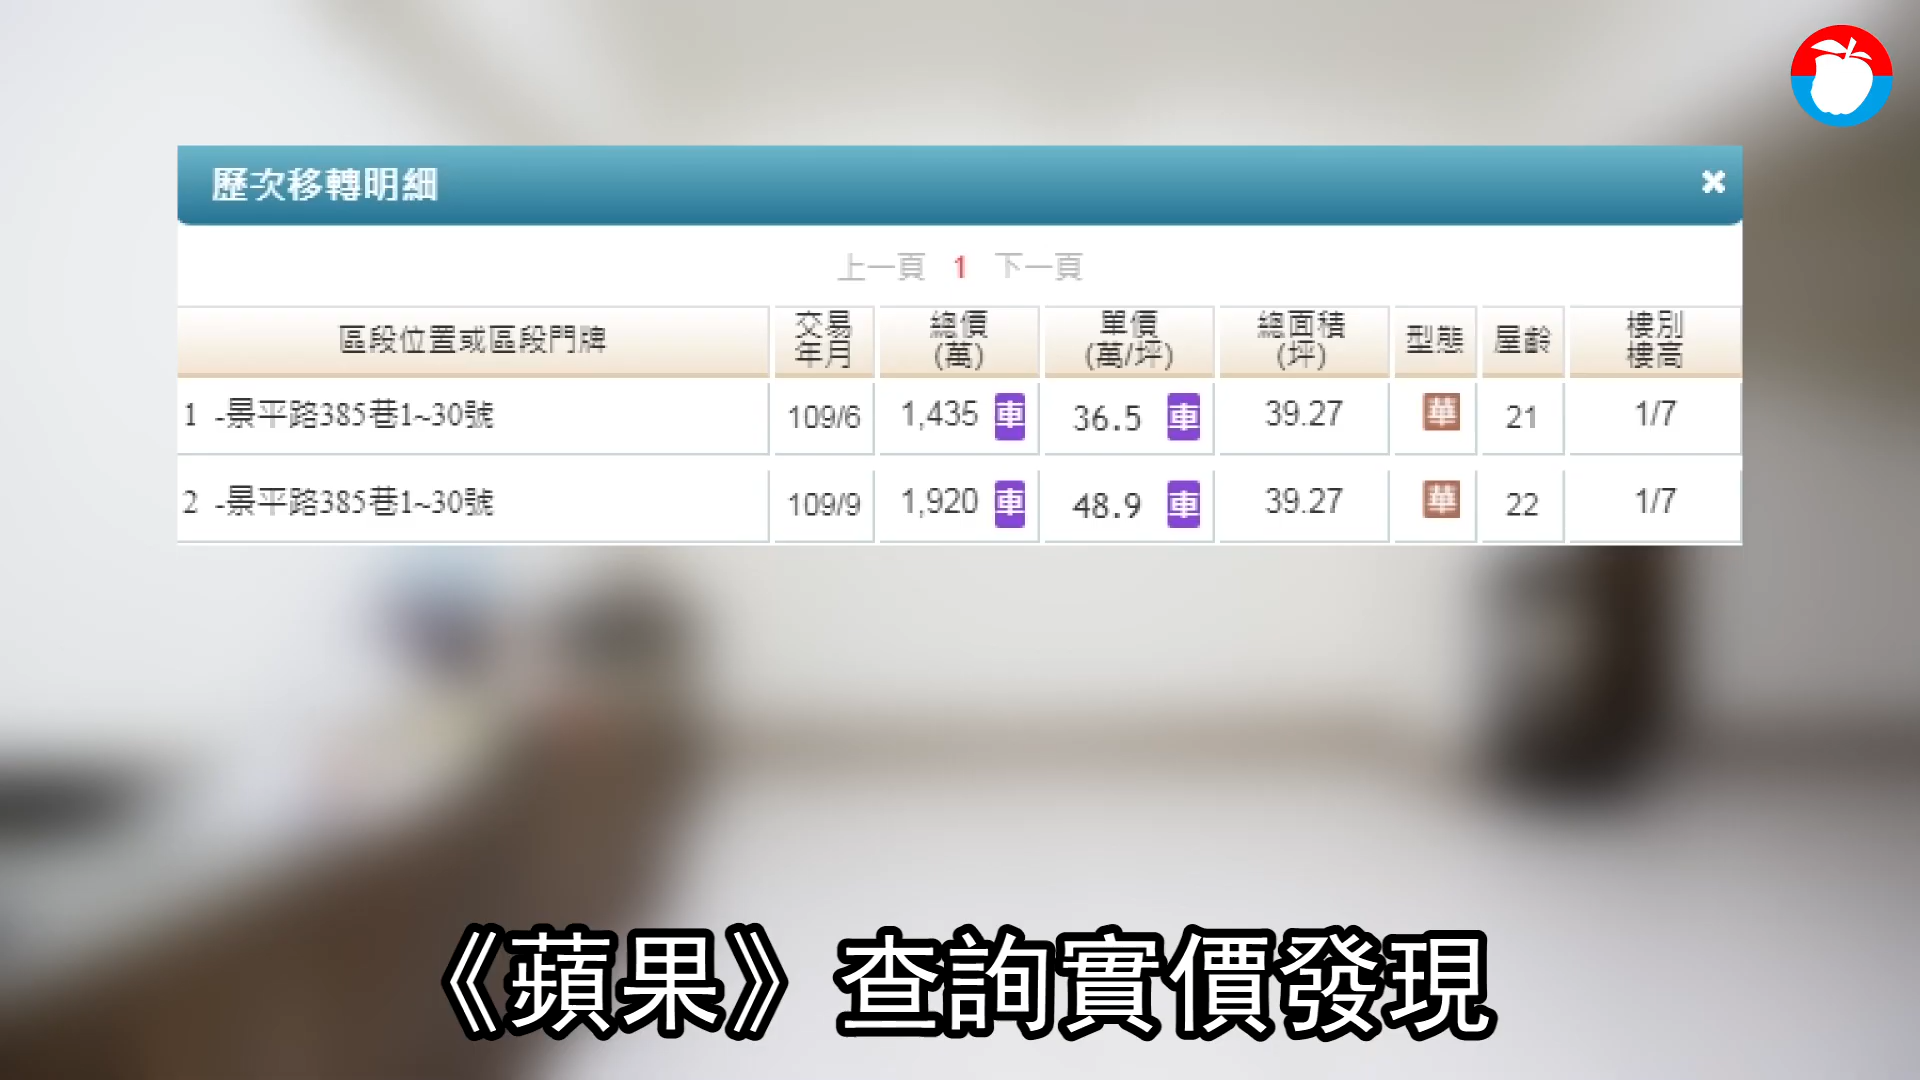 歷次移轉明細
上一頁 1 下一頁
區段位置或區段門牌 交易年月 總價(萬) 單價(萬/坪) 總面積(坪) 型態 屋齡 樓別樓高
1 -景平路385巷1~30號 109/6 1,435 車 36.5 車 39.27 華 21 1/7
2 -景平路385巷1~30號 109/9 1,920 車 48.9 車 39.27 華 22 1/7
《蘋果》查詢實價發現